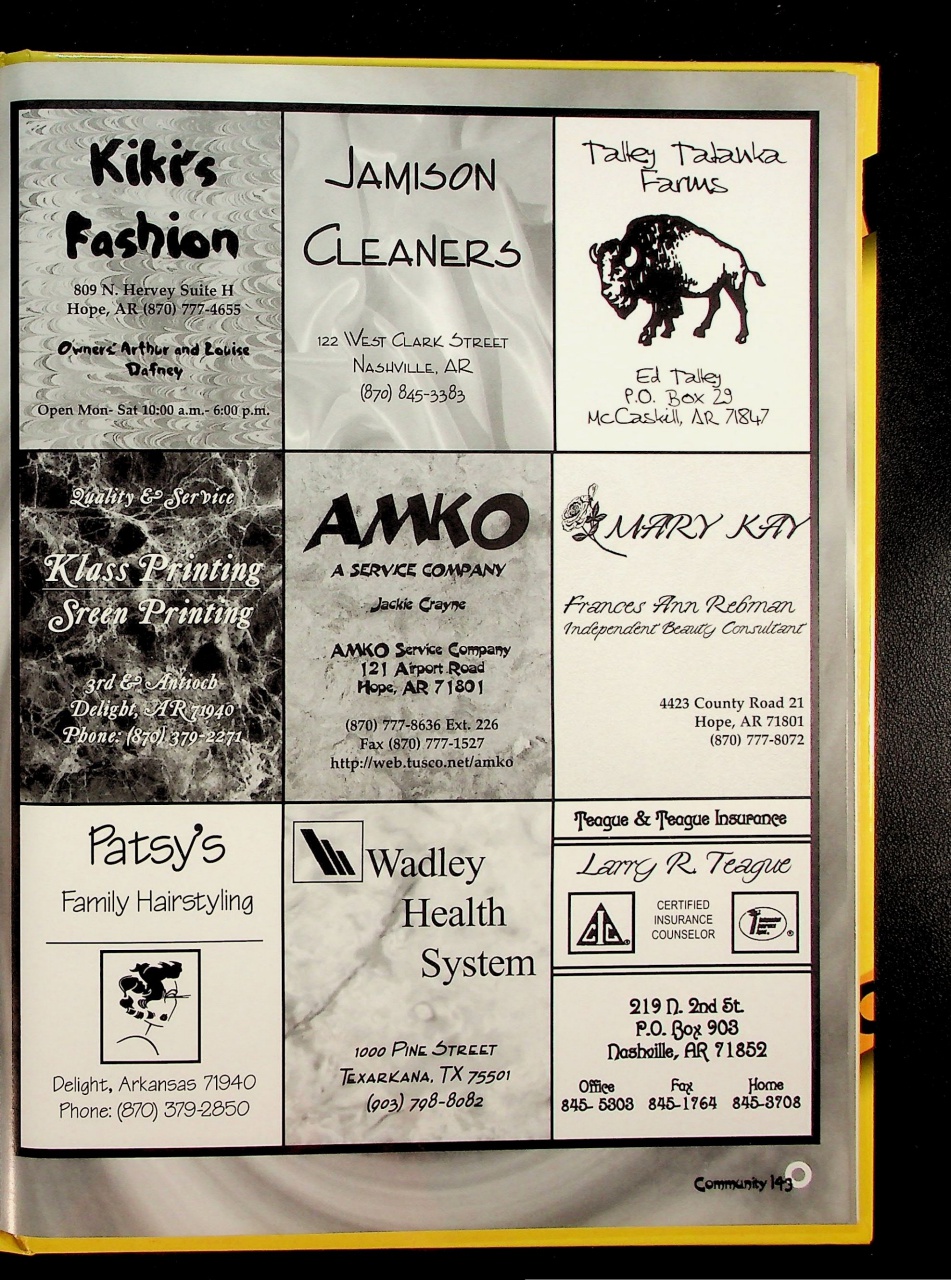 Kiki's
Fashion
809 N. Hervey Suite H
Hope, AR (870) 777-4655
Owners' Arthur and Louise
Dafney
Open Mon- Sat 10:00 a.m.- 6:00 p.m.
JAMISON
CLEANERS
122 WEST CLARK STREET
NASHVILLE, AR
(870) 845-3383
Talley Tatanka
Farms
Ed Talley
P.O. Box 29
McCaskill, AR 71847
Quality & Service
Klass Printing
Sreen Printing
3rd & Antioch
Delight, AR 71940
Phone: (870) 379-2271
AMKO
A SERVICE COMPANY
Jackie Crayne
AMKO Service Company
121 Airport Road
Hope, AR 71801
(870) 777-8636 Ext. 226
Fax (870) 777-1527
http://web.tusco.net/amko
MARY KAY
Frances Ann Rebman
Independent Beauty Consultant
4423 County Road 21
Hope, AR 71801
(870) 777-8072
Patsy's
Family Hairstyling
Delight, Arkansas 71940
Phone: (870) 379-2850
Wadley
Health
System
1000 PINE STREET
TEXARKANA, TX 75501
(903) 798-8082
Teague & Teague Insurance
Larry R. Teague
CIC
CERTIFIED
INSURANCE
COUNSELOR
219 N. 2nd St.
P.O. Box 903
Nashville, AR 71852
Office Fax Home
845-5303 845-1764 845-3708
Community 143